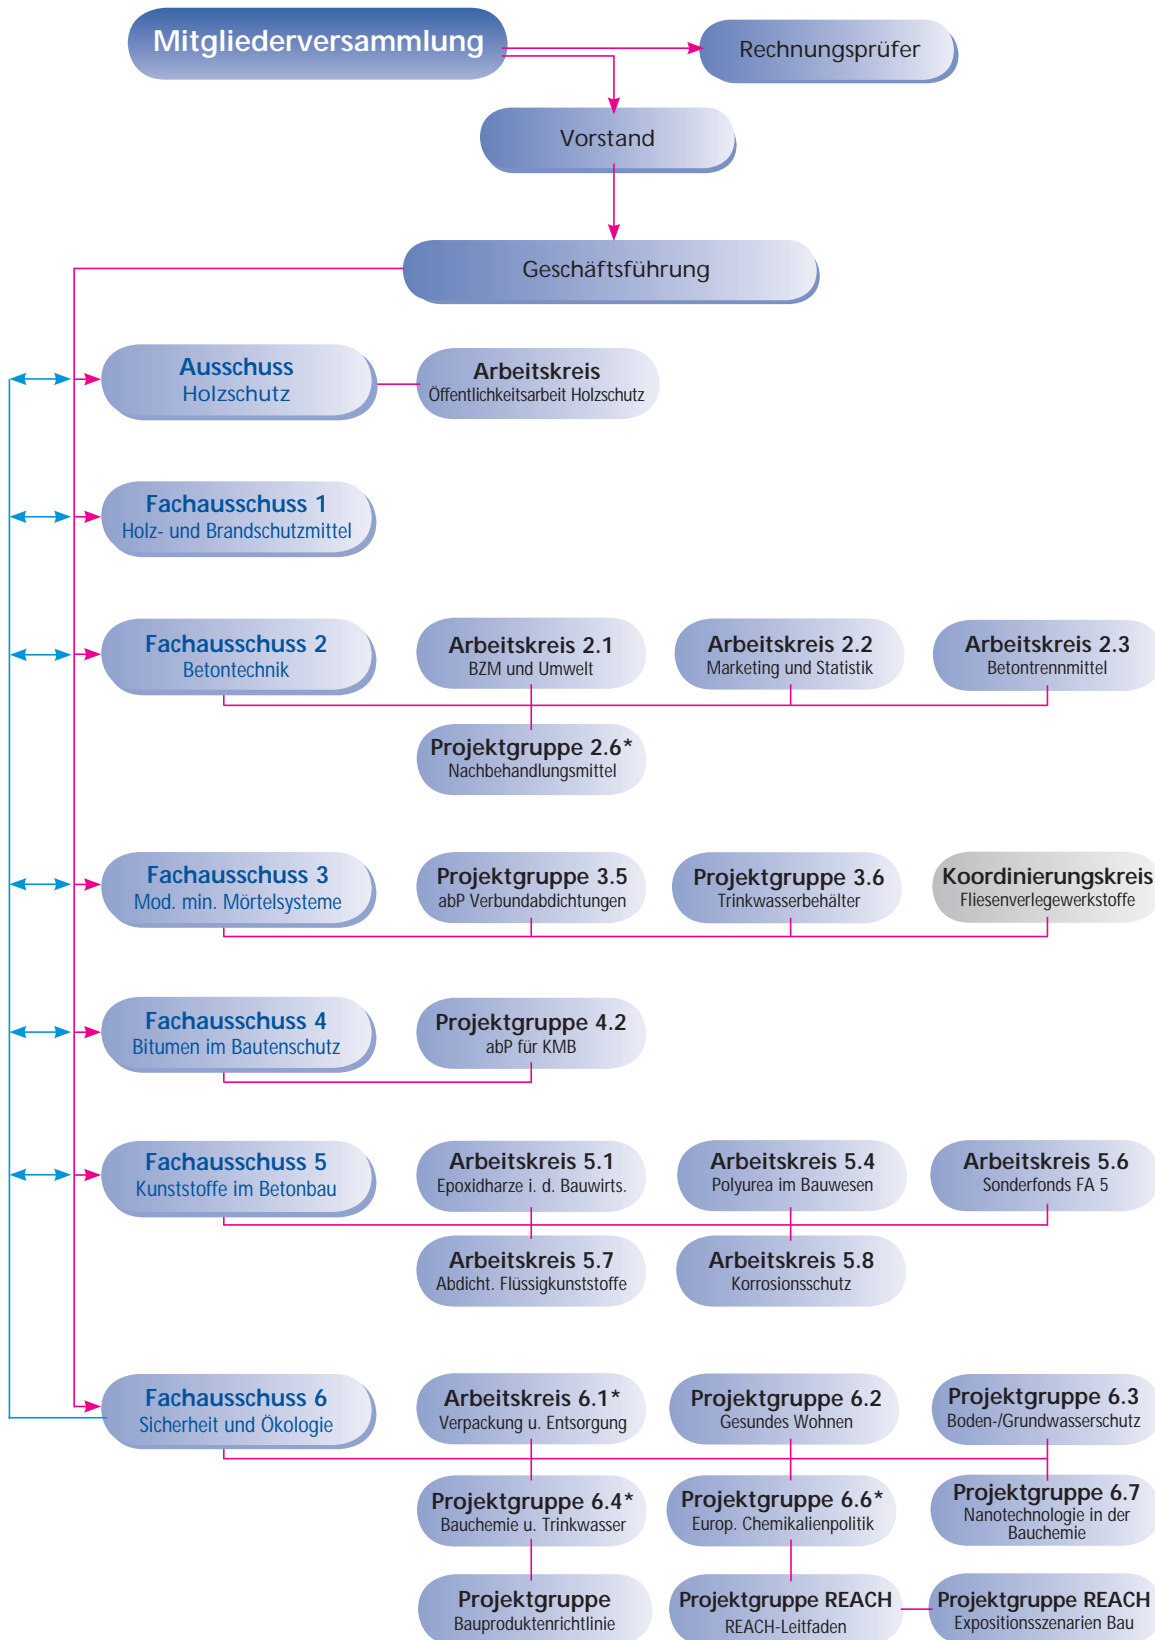 Mitgliederversammlung
Rechnungsprüfer
Vorstand
Geschäftsführung
Ausschuss
Holzschutz
Arbeitskreis
Öffentlichkeitsarbeit Holzschutz
Fachausschuss 1
Holz- und Brandschutzmittel
Fachausschuss 2
Betontechnik
Arbeitskreis 2.1
BZM und Umwelt
Arbeitskreis 2.2
Marketing und Statistik
Arbeitskreis 2.3
Betontrennmittel
Projektgruppe 2.6*
Nachbehandlungsmittel
Fachausschuss 3
Mod. min. Mörtelsysteme
Projektgruppe 3.5
abP Verbundabdichtungen
Projektgruppe 3.6
Trinkwasserbehälter
Koordinierungskreis
Fliesenverlegewerkstoffe
Fachausschuss 4
Bitumen im Bautenschutz
Projektgruppe 4.2
abP für KMB
Fachausschuss 5
Kunststoffe im Betonbau
Arbeitskreis 5.1
Epoxidharze i. d. Bauwirts.
Arbeitskreis 5.4
Polyurea im Bauwesen
Arbeitskreis 5.6
Sonderfonds FA 5
Arbeitskreis 5.7
Abdicht. Flüssigkunststoffe
Arbeitskreis 5.8
Korrosionsschutz
Fachausschuss 6
Sicherheit und Ökologie
Arbeitskreis 6.1*
Verpackung u. Entsorgung
Projektgruppe 6.2
Gesundes Wohnen
Projektgruppe 6.3
Boden-/Grundwasserschutz
Projektgruppe 6.4*
Bauchemie u. Trinkwasser
Projektgruppe 6.6*
Europ. Chemikalienpolitik
Projektgruppe 6.7
Nanotechnologie in der
Bauchemie
Projektgruppe
Bauproduktenrichtlinie
Projektgruppe REACH
REACH-Leitfaden
Projektgruppe REACH
Expositionsszenarien Bau